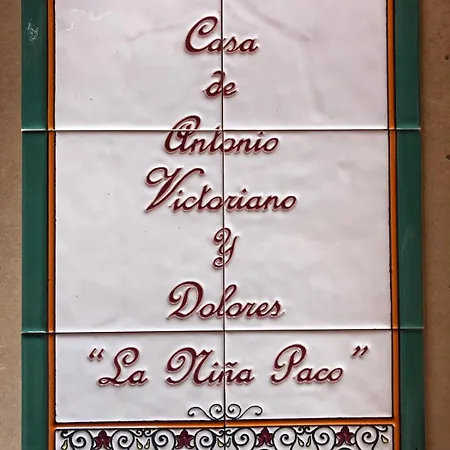 Casa
de
Antonio
Victoriano
Y
Dolores
“La Niña Paco”